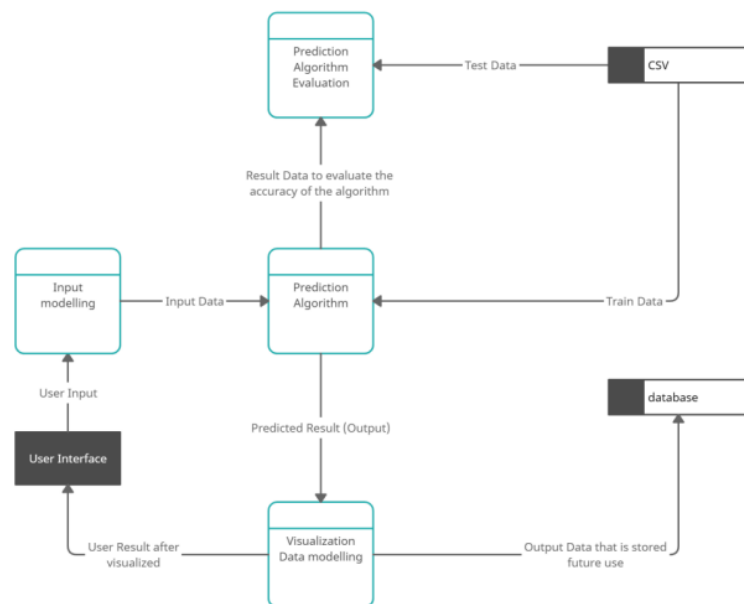 Prediction
Algorithm
Evaluation
Test Data
CSV
Result Data to evaluate the
accuracy of the algorithm
Input
modelling
Input Data
Prediction
Algorithm
Train Data
User Input
Predicted Result (Output)
database
User Interface
User Result after
visualized
Visualization
Data modelling
Output Data that is stored
future use